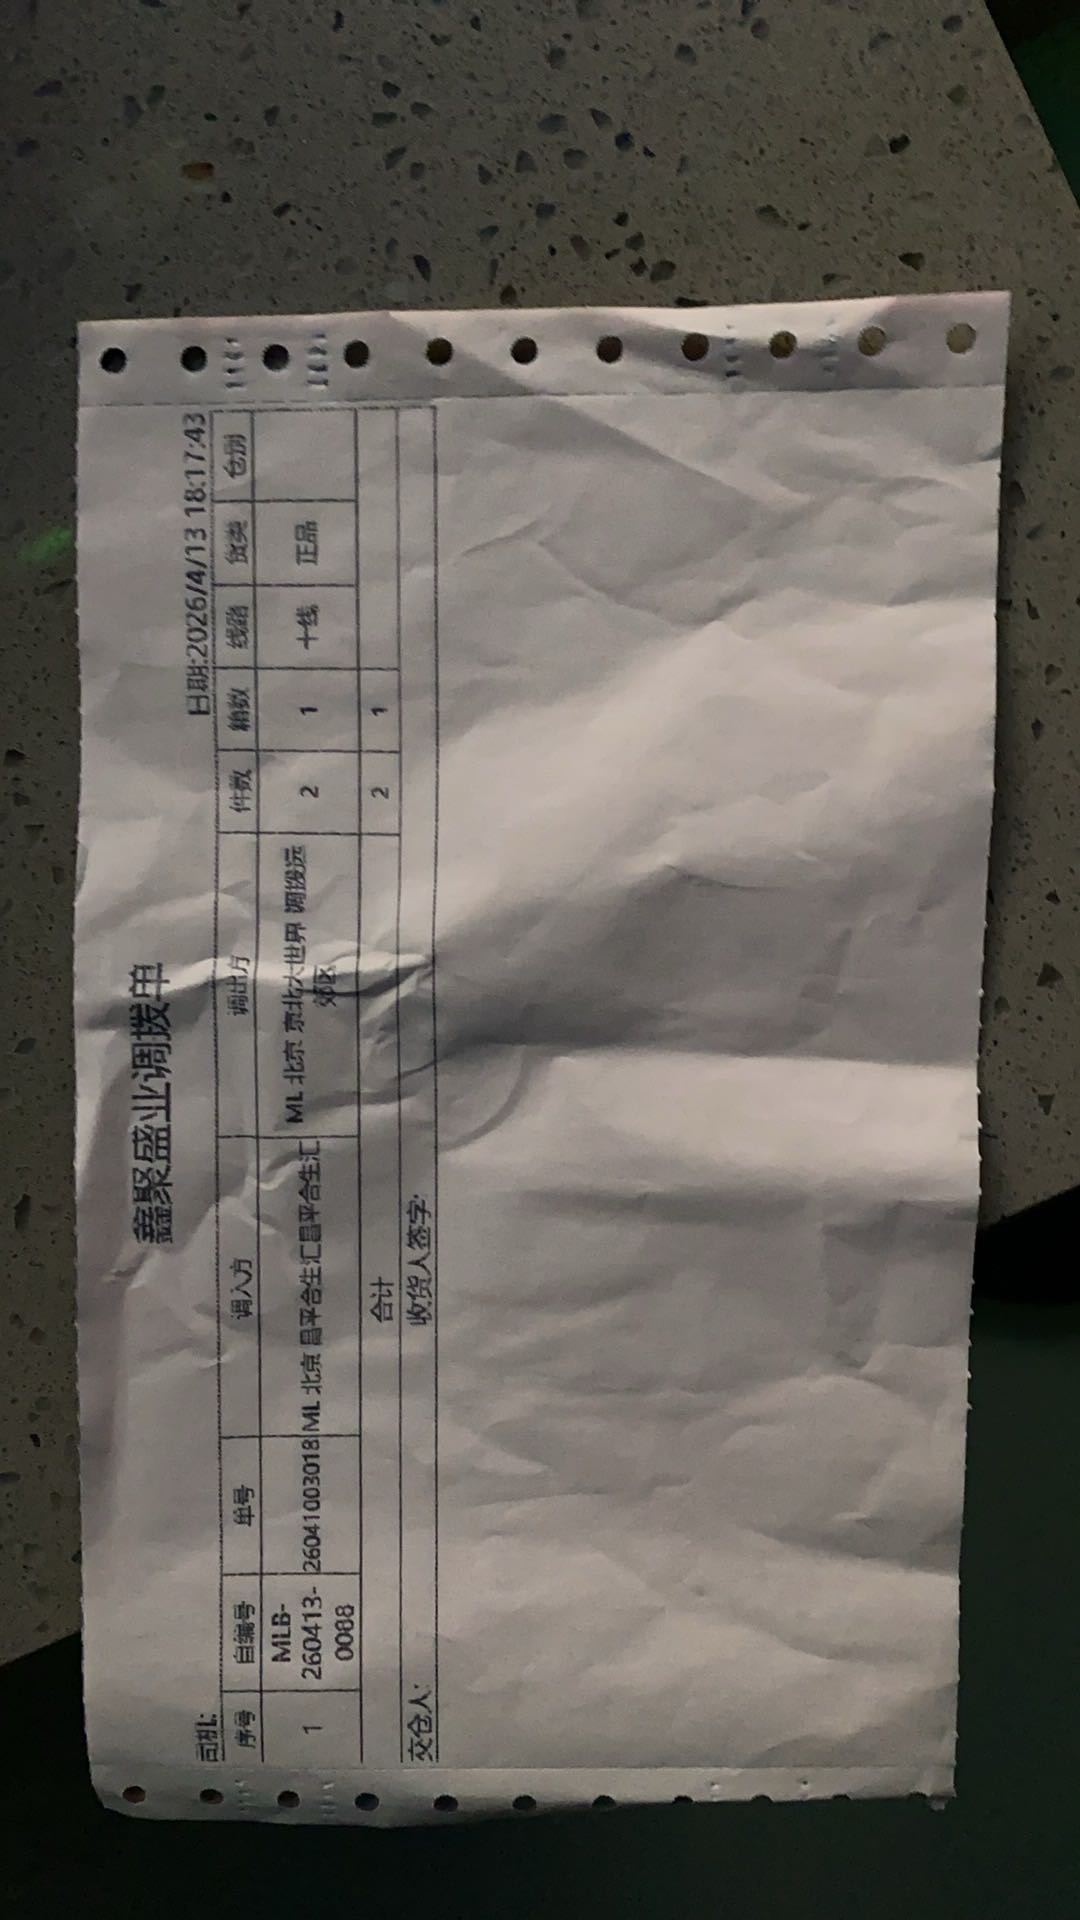 鑫聚盛业调拨单
司机: 日期:2026/4/13 18:17:43
序号 自编号 单号 调入方 调出方 件数 箱数 线路 货类 仓别
1 MLB-260413-0088 26041003018 ML 北京 昌平合生汇昌平合生汇 ML 北京 京北大世界 调拨远郊区 2 1 十线 正品
合计 2 1
交仓人: 收货人签字: